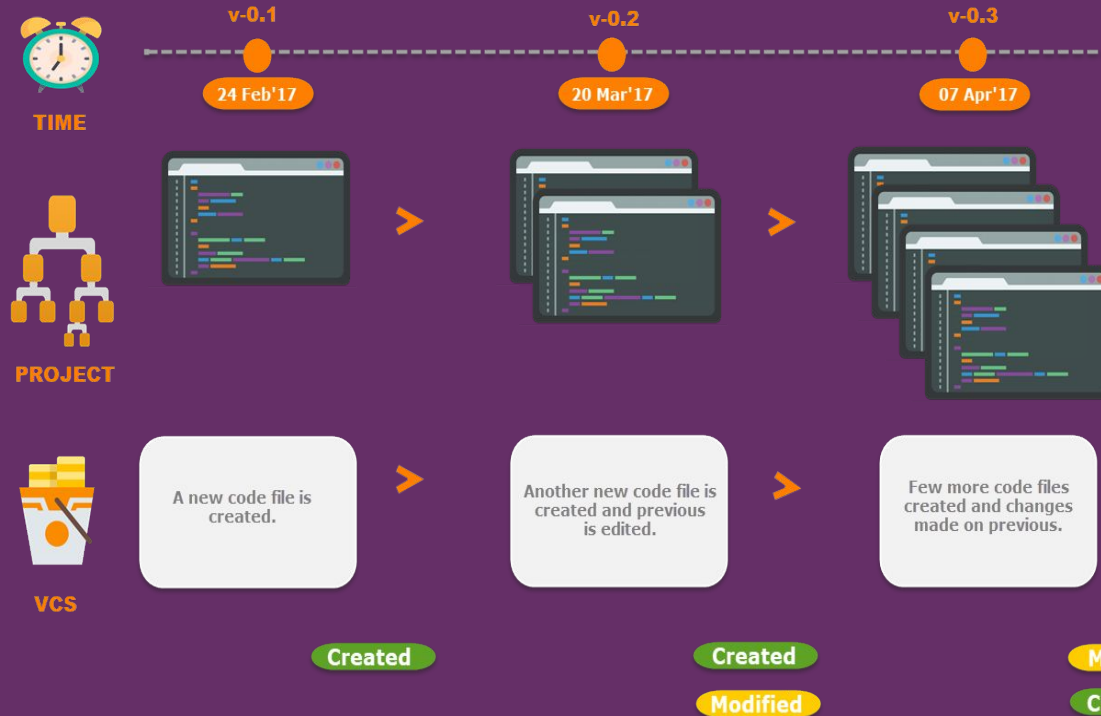 v-0.1
v-0.2
v-0.3
24 Feb'17
20 Mar'17
07 Apr'17
TIME
PROJECT
A new code file is
created.
Another new code file is
created and previous
is edited.
Few more code files
created and changes
made on previous.
VCS
Created
Created
M
Modified
C